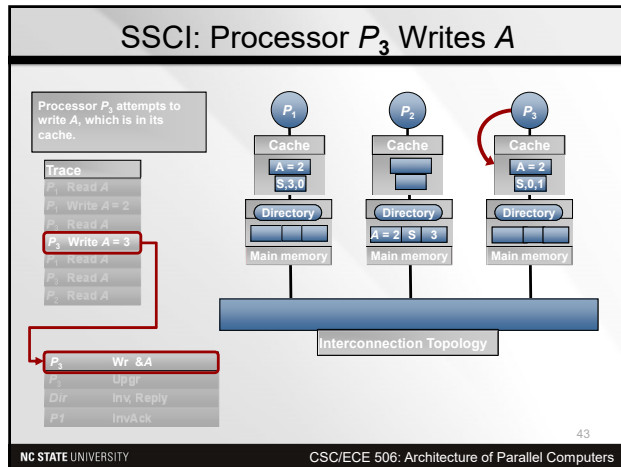 SSCI: Processor P3 Writes A
Processor P3 attempts to
write A, which is in its
cache.
Trace
P1 Read A
P1 Write A = 2
P3 Read A
P3 Write A = 3
P1 Read A
P3 Read A
P2 Read A
P3 Wr &A
P3 Upgr
Dir Inv, Reply
P1 InvAck
P1
Cache
A = 2
S,3,0
Directory
Main memory
P2
Cache
Directory
A = 2 S 3
Main memory
P3
Cache
A = 2
S,0,1
Directory
Main memory
Interconnection Topology
43
NC STATE UNIVERSITY
CSC/ECE 506: Architecture of Parallel Computers